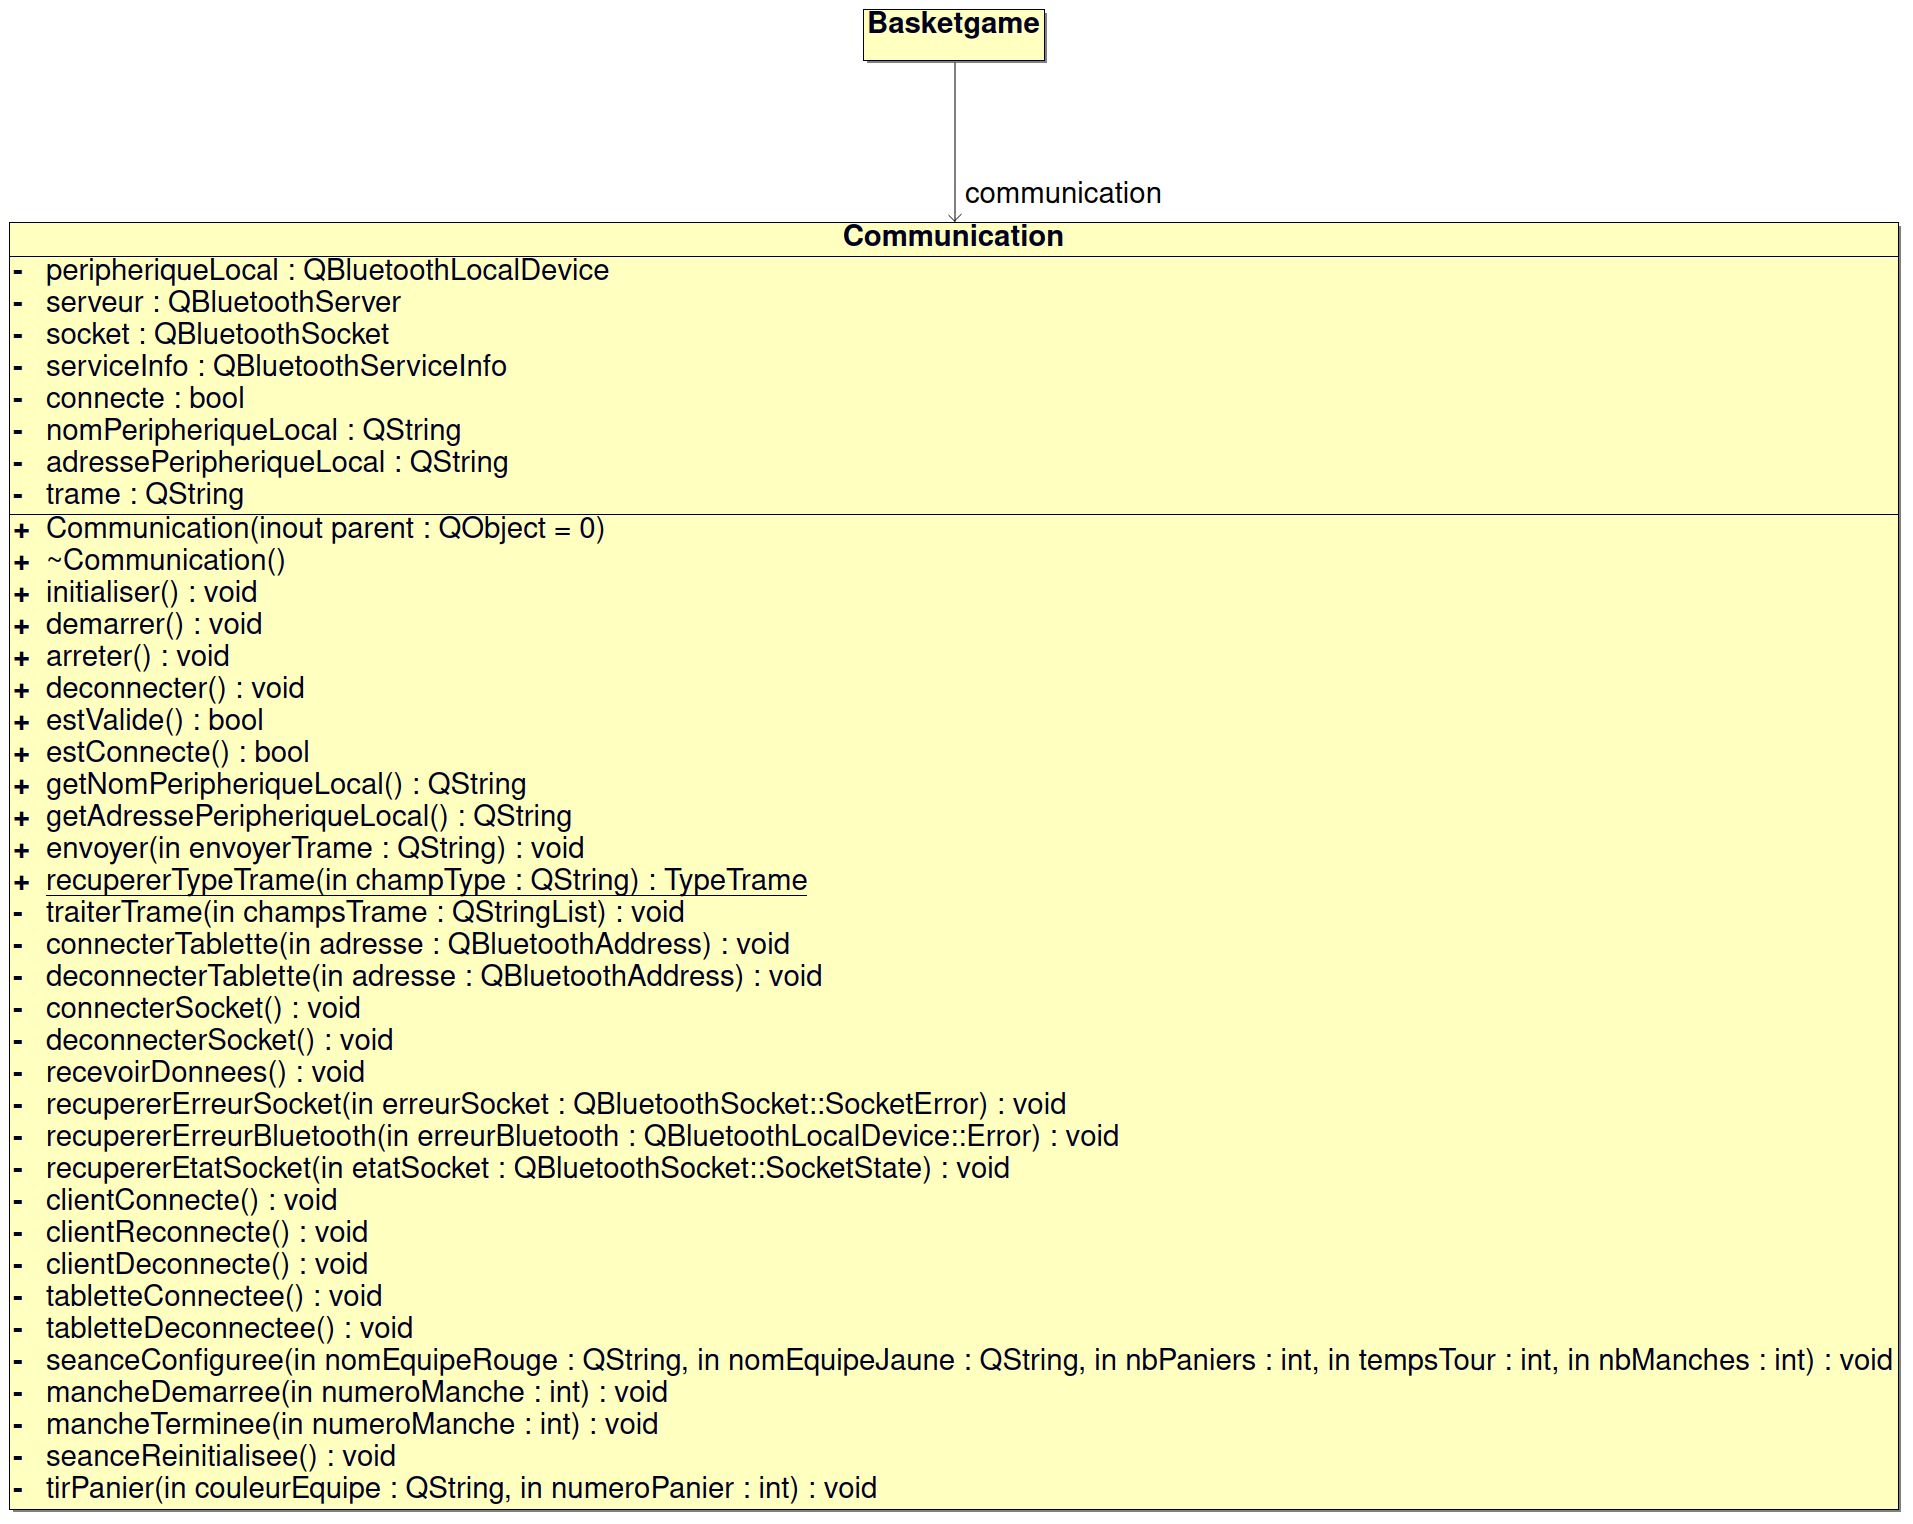 Basketgame
communication
Communication
- peripheriqueLocal : QBluetoothLocalDevice
- serveur : QBluetoothServer
- socket : QBluetoothSocket
- serviceInfo : QBluetoothServiceInfo
- connecte : bool
- nomPeripheriqueLocal : QString
- adressePeripheriqueLocal : QString
- trame : QString
+ Communication(inout parent : QObject = 0)
+ ~Communication()
+ initialiser() : void
+ demarrer() : void
+ arreter() : void
+ deconnecter() : void
+ estValide() : bool
+ estConnecte() : bool
+ getNomPeripheriqueLocal() : QString
+ getAdressePeripheriqueLocal() : QString
+ envoyer(in envoyerTrame : QString) : void
+ recupererTypeTrame(in champType : QString) : TypeTrame
- traiterTrame(in champsTrame : QStringList) : void
- connecterTablette(in adresse : QBluetoothAddress) : void
- deconnecterTablette(in adresse : QBluetoothAddress) : void
- connecterSocket() : void
- deconnecterSocket() : void
- recevoirDonnees() : void
- recupererErreurSocket(in erreurSocket : QBluetoothSocket::SocketError) : void
- recupererErreurBluetooth(in erreurBluetooth : QBluetoothLocalDevice::Error) : void
- recupererEtatSocket(in etatSocket : QBluetoothSocket::SocketState) : void
- clientConnecte() : void
- clientReconnecte() : void
- clientDeconnecte() : void
- tabletteConnectee() : void
- tabletteDeconnectee() : void
- seanceConfiguree(in nomEquipeRouge : QString, in nomEquipeJaune : QString, in nbPaniers : int, in tempsTour : int, in nbManches : int) : void
- mancheDemarree(in numeroManche : int) : void
- mancheTerminee(in numeroManche : int) : void
- seanceReinitialisee() : void
- tirPanier(in couleurEquipe : QString, in numeroPanier : int) : void